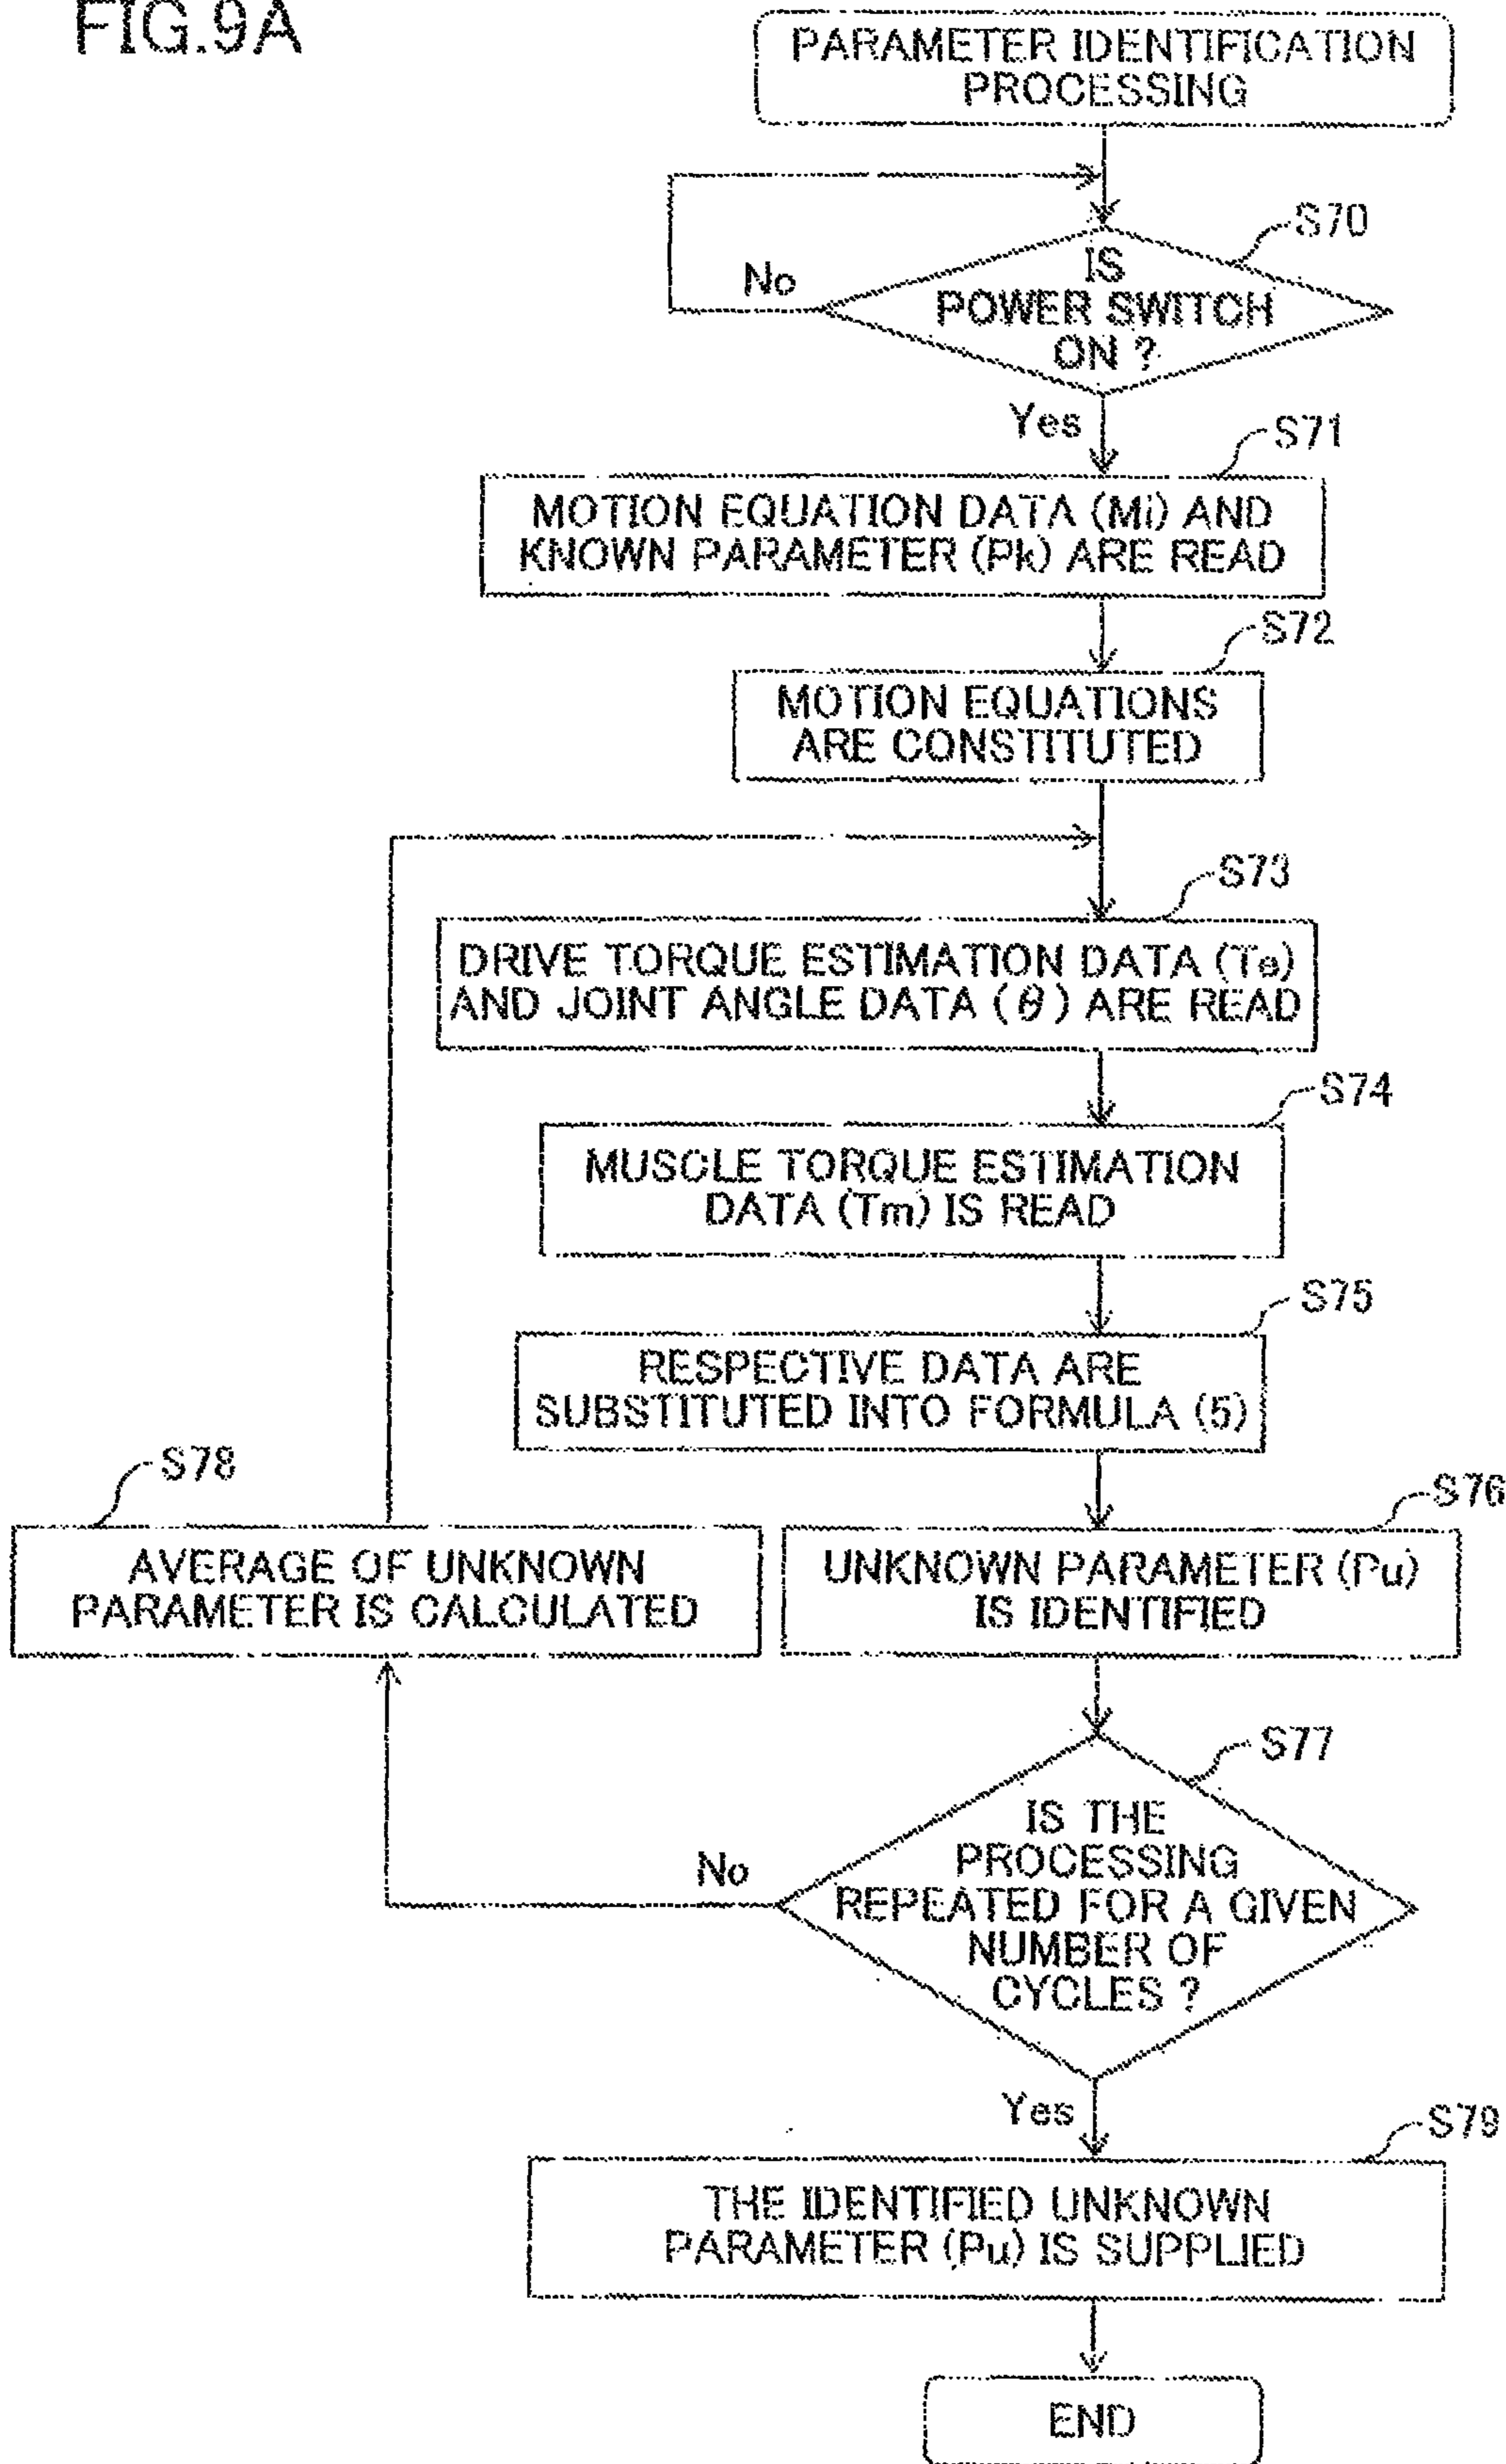 FIG.9A
PARAMETER IDENTIFICATION
PROCESSING
S70
IS
POWER SWITCH
ON ?
No
Yes
S71
MOTION EQUATION DATA (Mi) AND
KNOWN PARAMETER (Pk) ARE READ
S72
MOTION EQUATIONS
ARE CONSTITUTED
S73
DRIVE TORQUE ESTIMATION DATA (Te)
AND JOINT ANGLE DATA (θ) ARE READ
S74
MUSCLE TORQUE ESTIMATION
DATA (Tm) IS READ
S75
RESPECTIVE DATA ARE
SUBSTITUTED INTO FORMULA (5)
S76
UNKNOWN PARAMETER (Pu)
IS IDENTIFIED
S78
AVERAGE OF UNKNOWN
PARAMETER IS CALCULATED
S77
IS THE
PROCESSING
REPEATED FOR A GIVEN
NUMBER OF
CYCLES ?
No
Yes
S79
THE IDENTIFIED UNKNOWN
PARAMETER (Pu) IS SUPPLIED
END